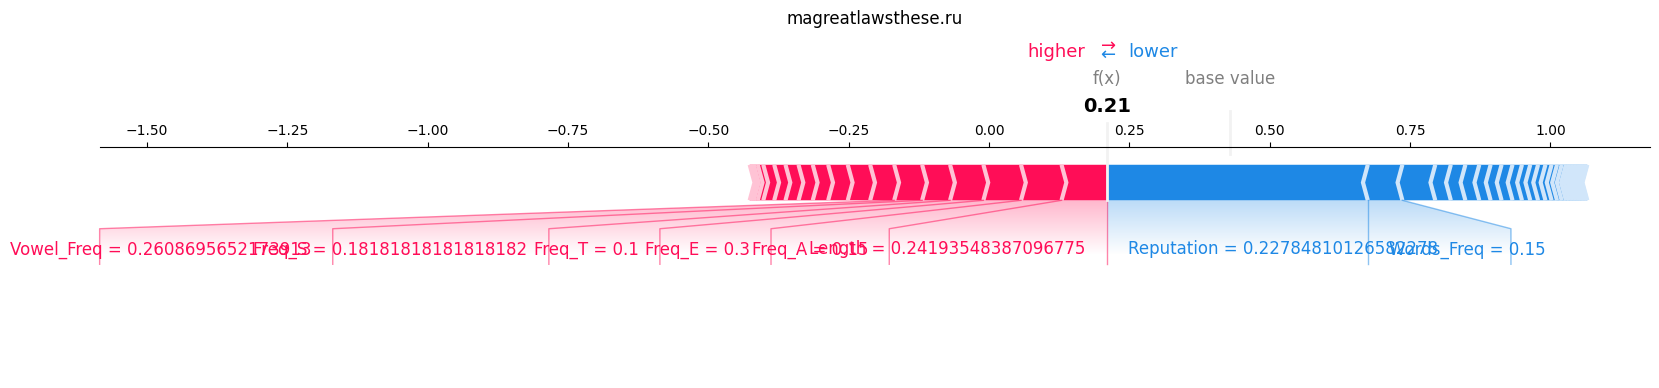 magreatlawsthese.ru
higher → ← lower
f(x) base value
0.21
−1.50 −1.25 −1.00 −0.75 −0.50 −0.25 0.00 0.25 0.50 0.75 1.00
Vowel_Freq = 0.2608695652173913 Freq_S = 0.18181818181818182 Freq_T = 0.1 Freq_E = 0.3 Freq_A = 0.15 Length = 0.24193548387096775 Reputation = 0.2278481012658227 Words_Freq = 0.15